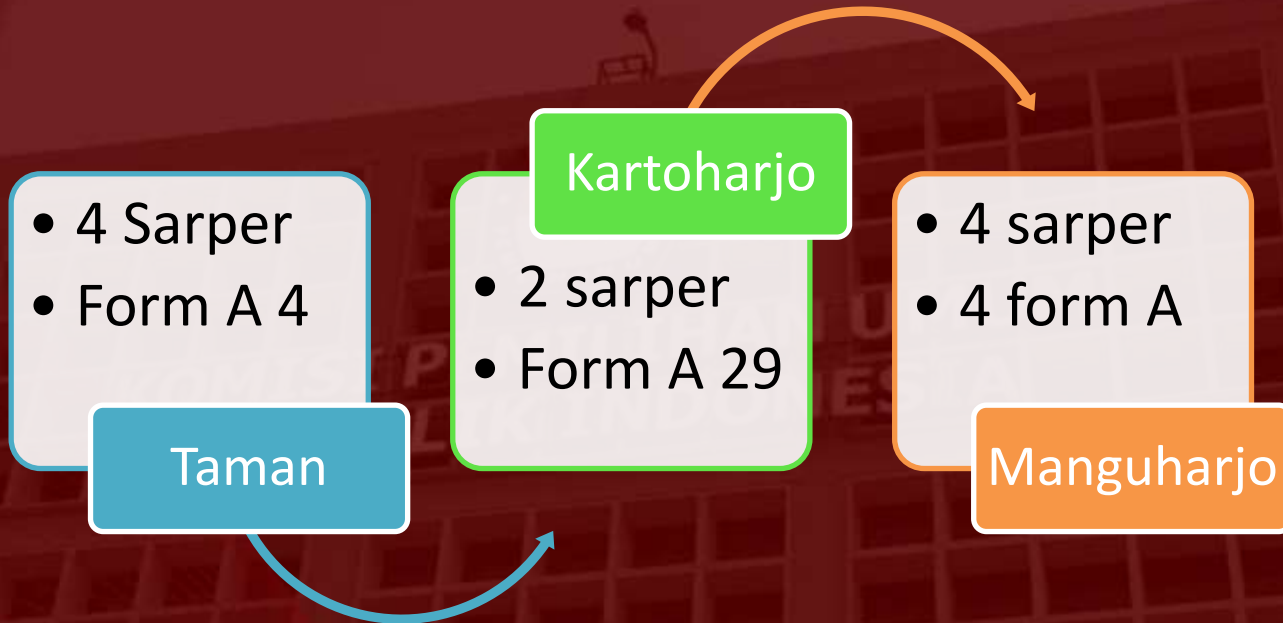 • 4 Sarper
• Form A 4
Taman
Kartoharjo
• 2 sarper
• Form A 29
• 4 sarper
• 4 form A
Manguharjo